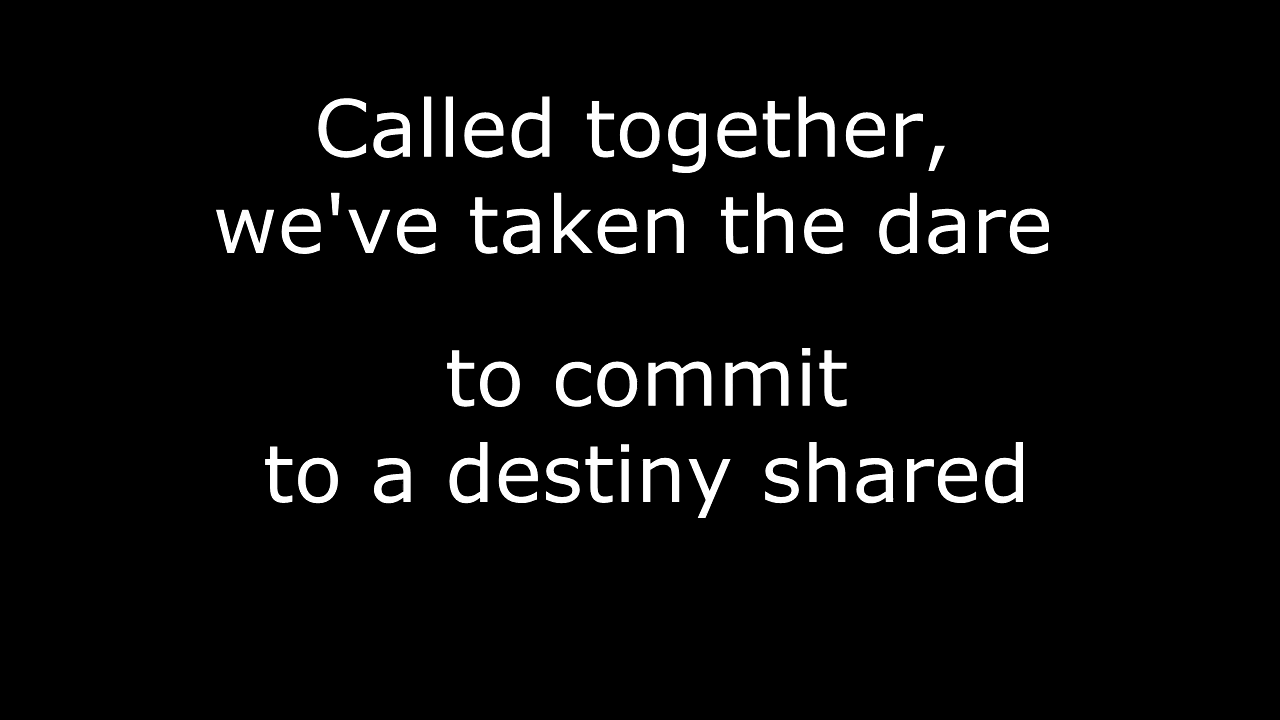 Called together,
we've taken the dare
to commit
to a destiny shared